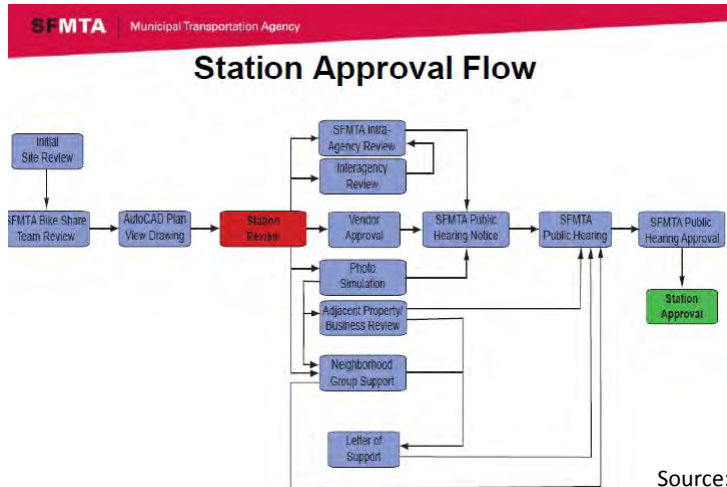 SFMTA
Municipal Transportation Agency
Station Approval Flow
Initial
Site Review
SFMTA Bike Share
Team Review
AutoCAD Plan
View Drawing
Station
Review
SFMTA Intra-
Agency Review
Interagency
Review
Vendor
Approval
Photo
Simulation
Adjacent Property/
Business Review
Neighborhood
Group Support
Letter of
Support
SFMTA Public
Hearing Notice
SFMTA
Public Hearing
SFMTA Public
Hearing Approval
Station
Approval
Source: